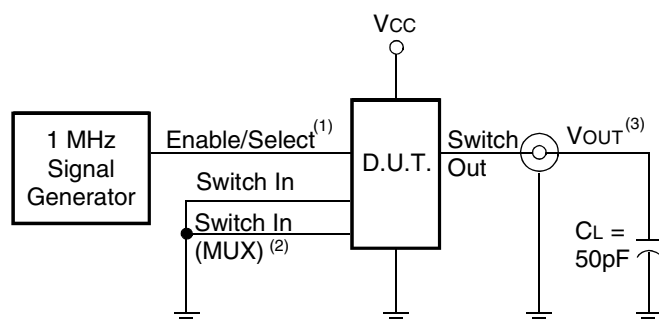 VCC
1 MHz
Signal
Generator
Enable/Select(1)
Switch In
Switch In
(MUX) (2)
D.U.T.
Switch
Out
VOUT(3)
CL =
50pF